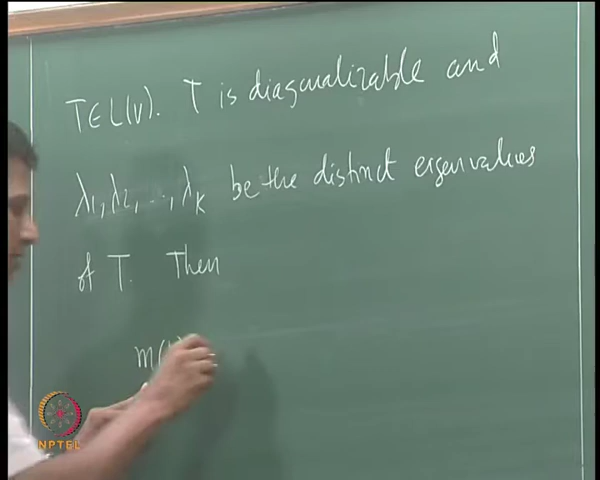 T ∈ L(V). T is diagonalizable and
λ₁, λ₂, ..., λₖ be the distinct eigenvalues
of T. Then
m(
NPTEL